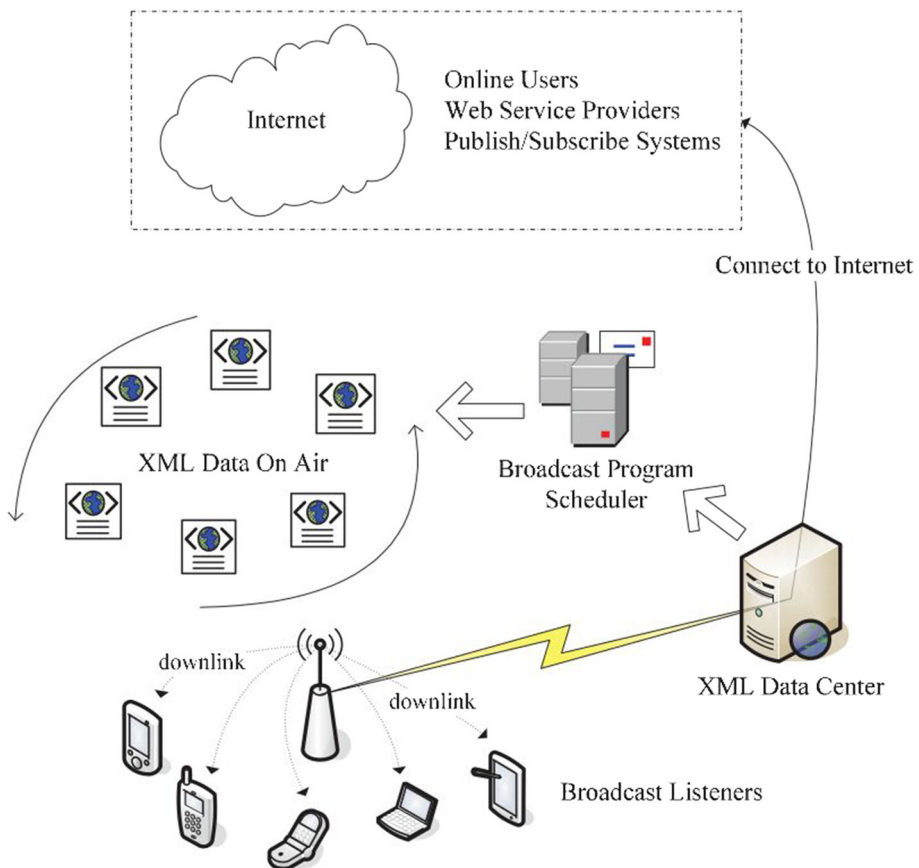 Internet
Online Users
Web Service Providers
Publish/Subscribe Systems
Connect to Internet
XML Data On Air
Broadcast Program
Scheduler
XML Data Center
downlink
downlink
Broadcast Listeners